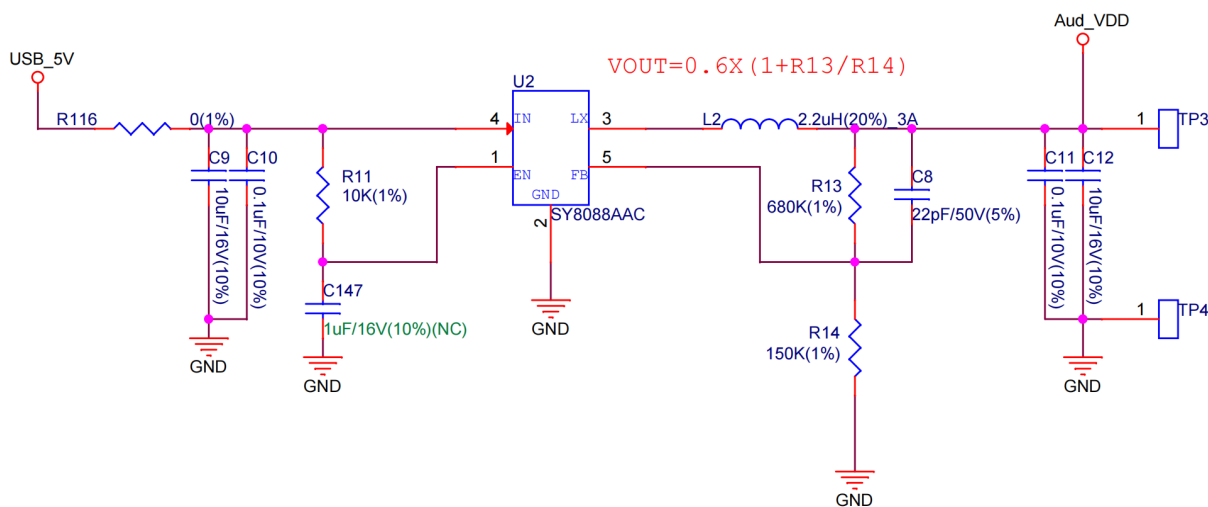 Aud_VDD
USB_5V
VOUT=0.6X(1+R13/R14)
U2
R116
0(1%)
4
IN
LX
3
L2
2.2uH(20%)_3A
1
TP3
C9
C10
1
EN
FB
5
C11
C12
R11
10K(1%)
10uF/16V(10%)
0.1uF/10V(10%)
GND
SY8088AAC
2
R13
680K(1%)
C8
22pF/50V(5%)
0.1uF/10V(10%)
10uF/16V(10%)
C147
1uF/16V(10%)(NC)
GND
R14
150K(1%)
1
TP4
GND
GND
GND
GND